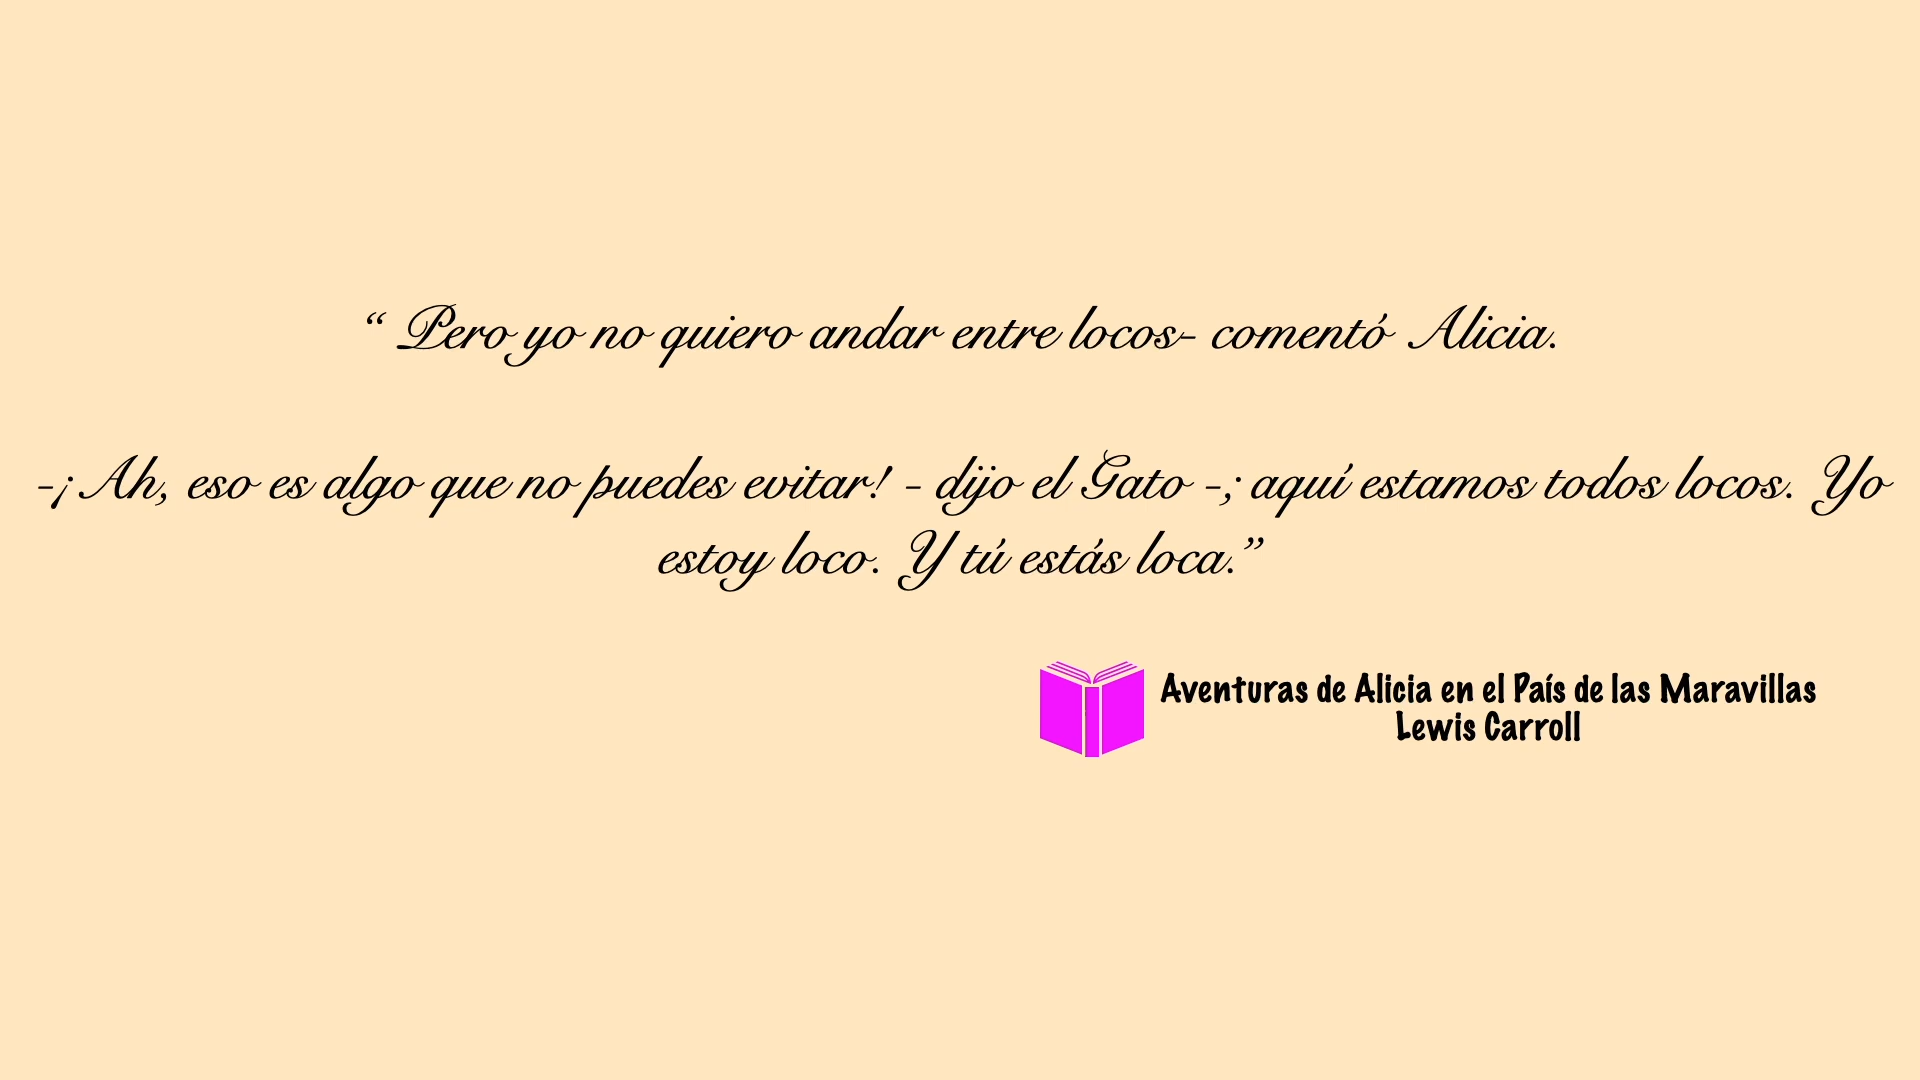 “ Pero yo no quiero andar entre locos- comentó Alicia.
-¡Ah, eso es algo que no puedes evitar! - dijo el Gato -; aquí estamos todos locos. Yo
estoy loco. Y tú estás loca.”
Aventuras de Alicia en el País de las Maravillas
Lewis Carroll